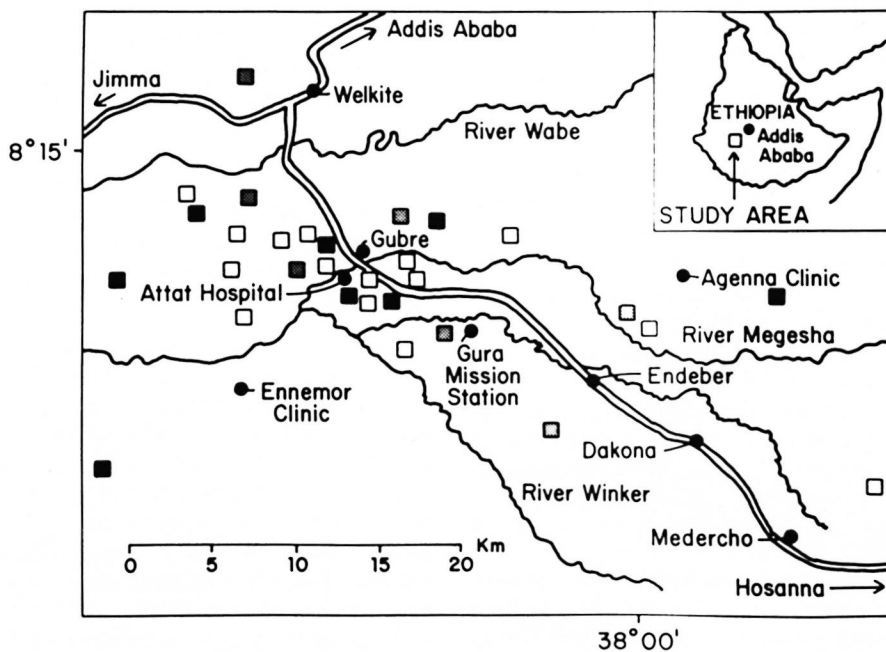 Addis Ababa
Jimma
Welkite
River Wabe
8°15'
ETHIOPIA
Addis
Ababa
STUDY AREA
Gubre
Attat Hospital
Agenna Clinic
River Megesha
Gura
Mission
Station
Endeber
Ennemor
Clinic
Dakona
River Winker
Km
0 5 10 15 20
Medercho
Hosanna
38°00'